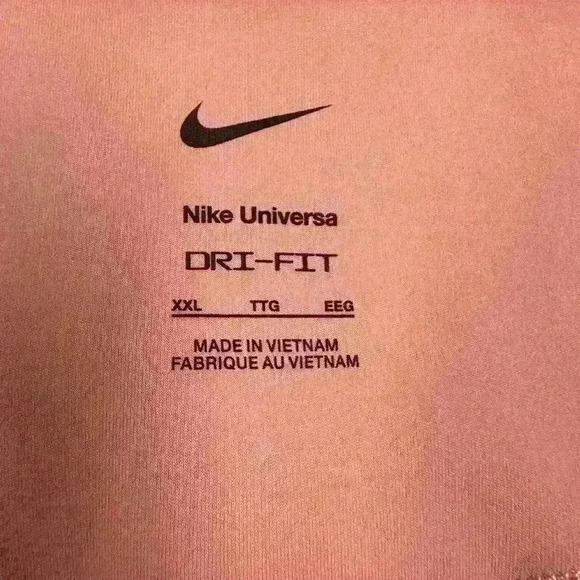 Nike Universa
DRI-FIT
XXL TTG EEG
MADE IN VIETNAM
FABRIQUE AU VIETNAM